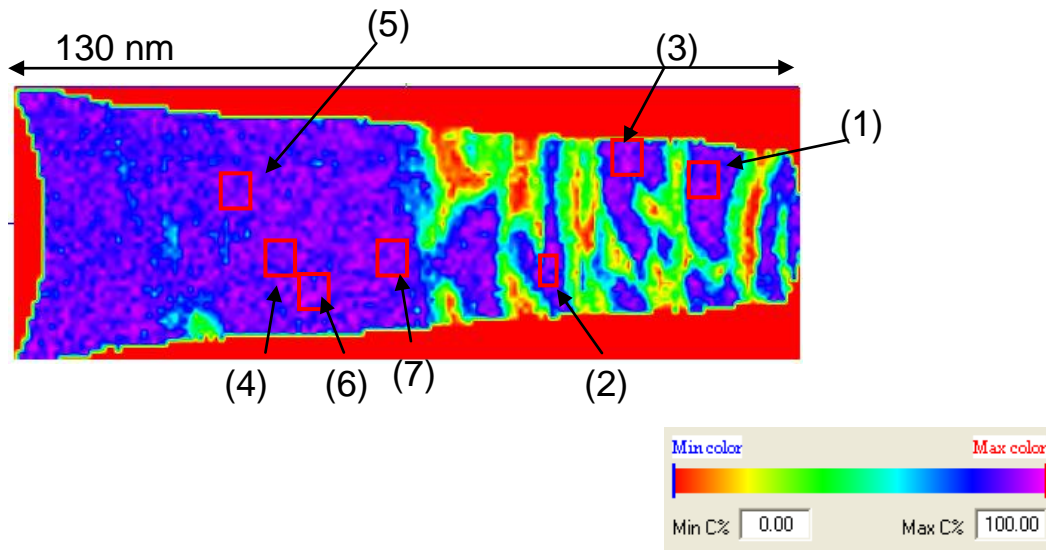 (5)
130 nm
(3)
(1)
(4)
(6)
(7)
(2)
Min color
Max color
Min C%
0.00
Max C%
100.00